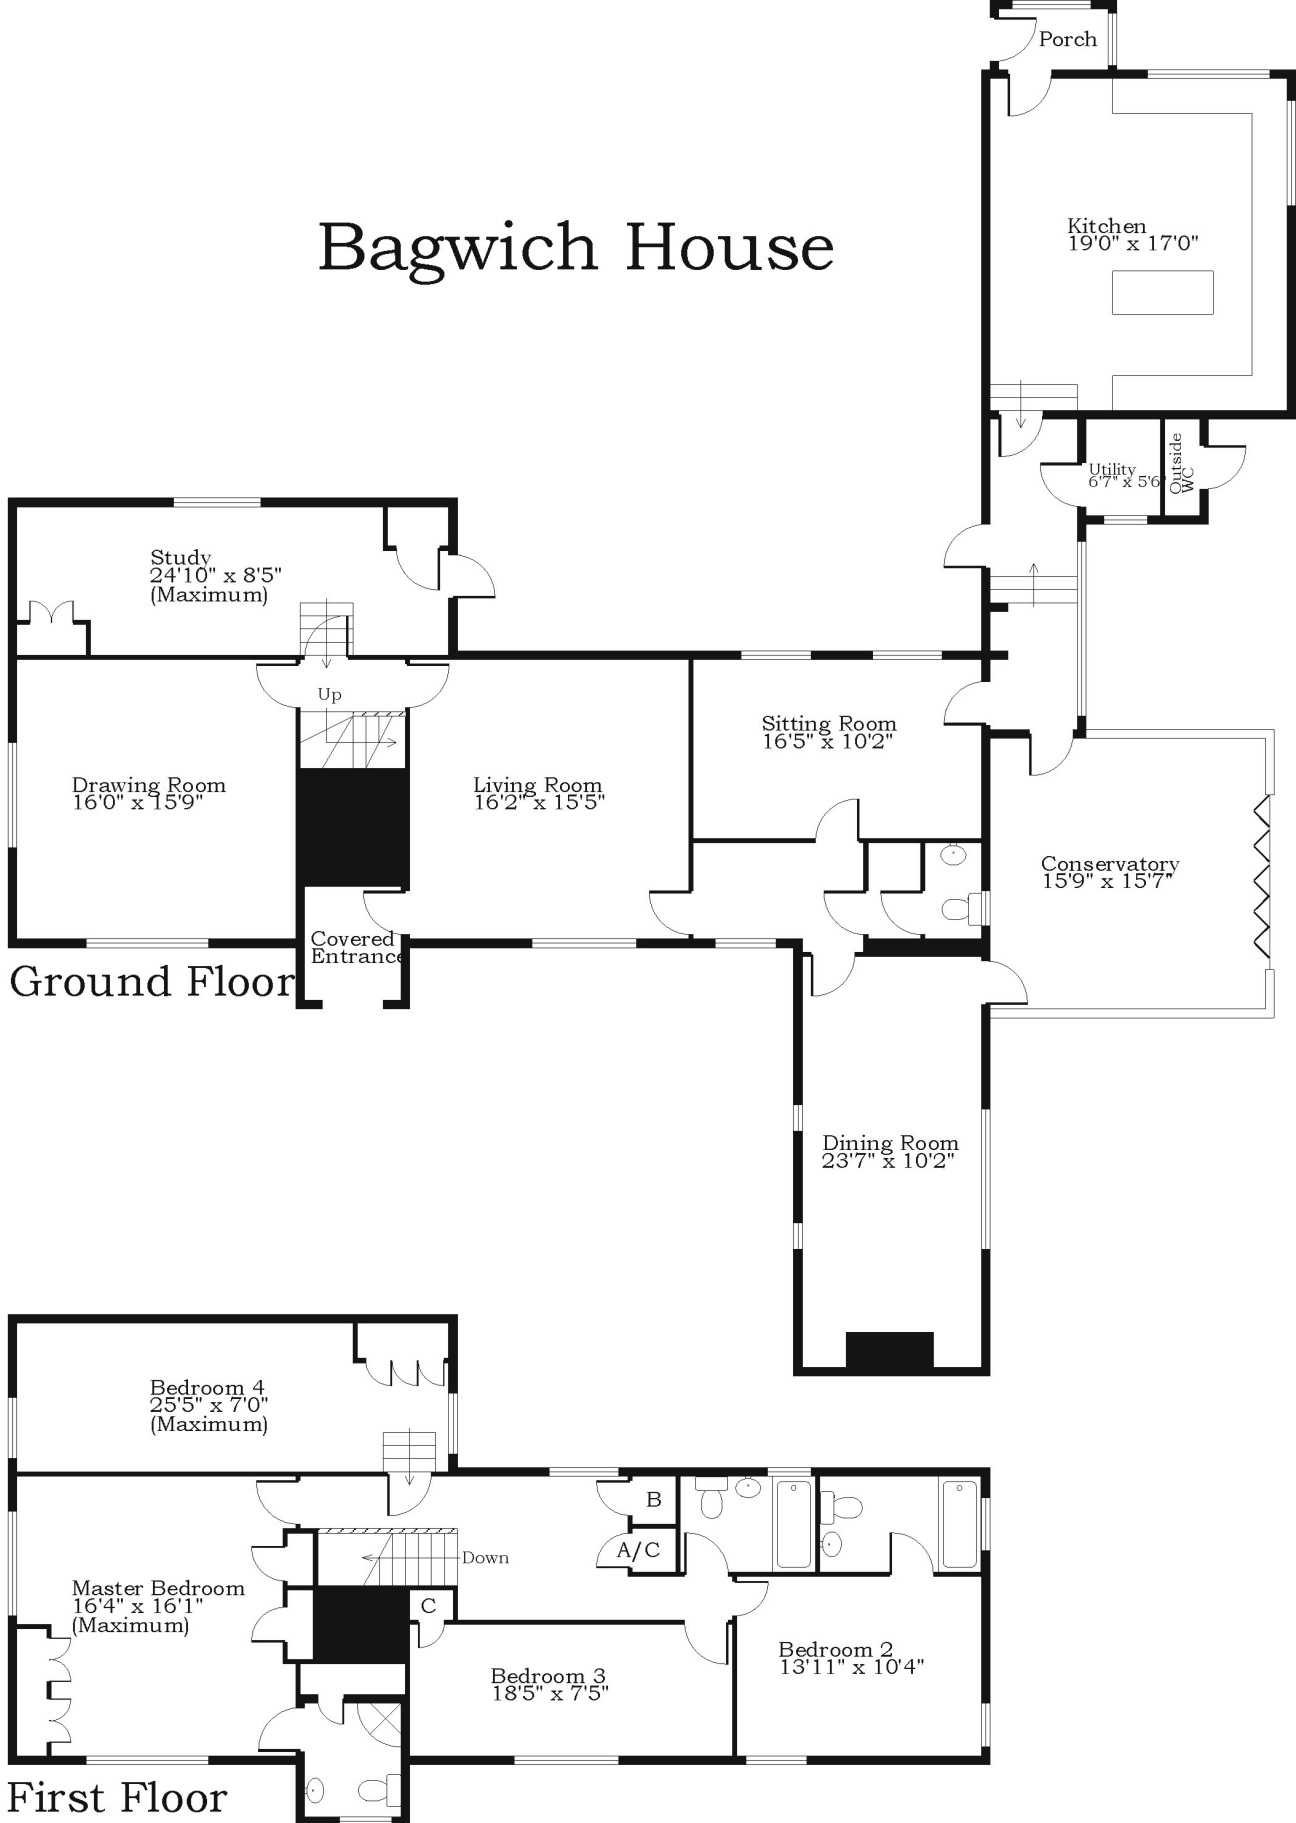 Porch
Bagwich House
Kitchen
19'0" x 17'0"
Utility
6'7" x 5'6"
Outside
WC
Study
24'10" x 8'5"
(Maximum)
Up
Sitting Room
16'5" x 10'2"
Drawing Room
16'0" x 15'9"
Living Room
16'2" x 15'5"
Conservatory
15'9" x 15'7"
Covered
Entrance
Ground Floor
Dining Room
23'7" x 10'2"
Bedroom 4
25'5" x 7'0"
(Maximum)
B
A/C
Down
Master Bedroom
16'4" x 16'1"
(Maximum)
C
Bedroom 2
13'11" x 10'4"
Bedroom 3
18'5" x 7'5"
First Floor